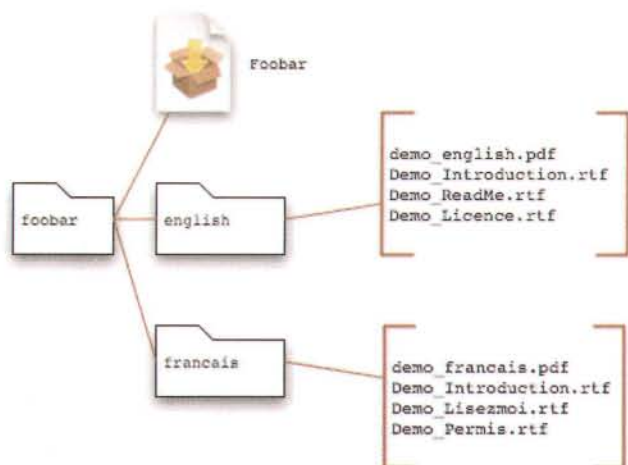 Foobar
demo_english.pdf
Demo_Introduction.rtf
Demo_ReadMe.rtf
Demo_Licence.rtf
foobar
english
francais
demo_francais.pdf
Demo_Introduction.rtf
Demo_Lisezmoi.rtf
Demo_Permis.rtf